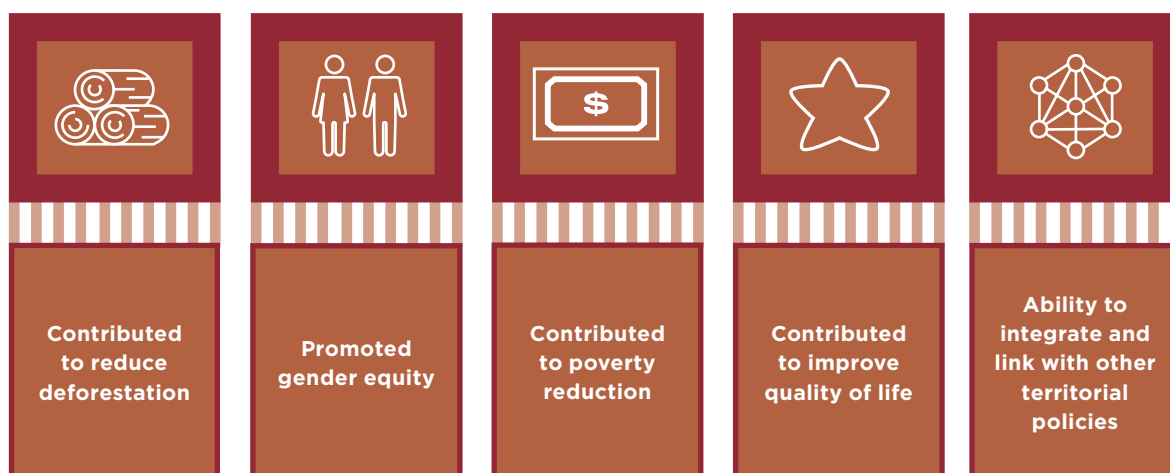 $
Contributed
to reduce
deforestation
Promoted
gender equity
Contributed
to poverty
reduction
Contributed
to improve
quality of life
Ability to
integrate and
link with other
territorial
policies